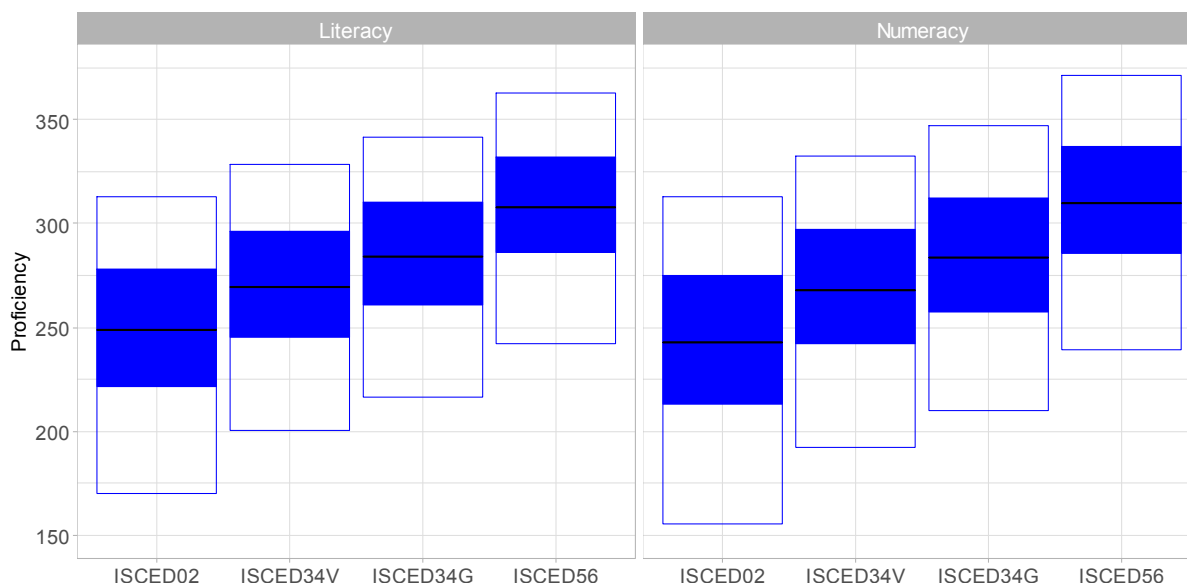 Literacy
Numeracy
Proficiency
350
300
250
200
150
ISCED02 ISCED34V ISCED34G ISCED56
ISCED02 ISCED34V ISCED34G ISCED56